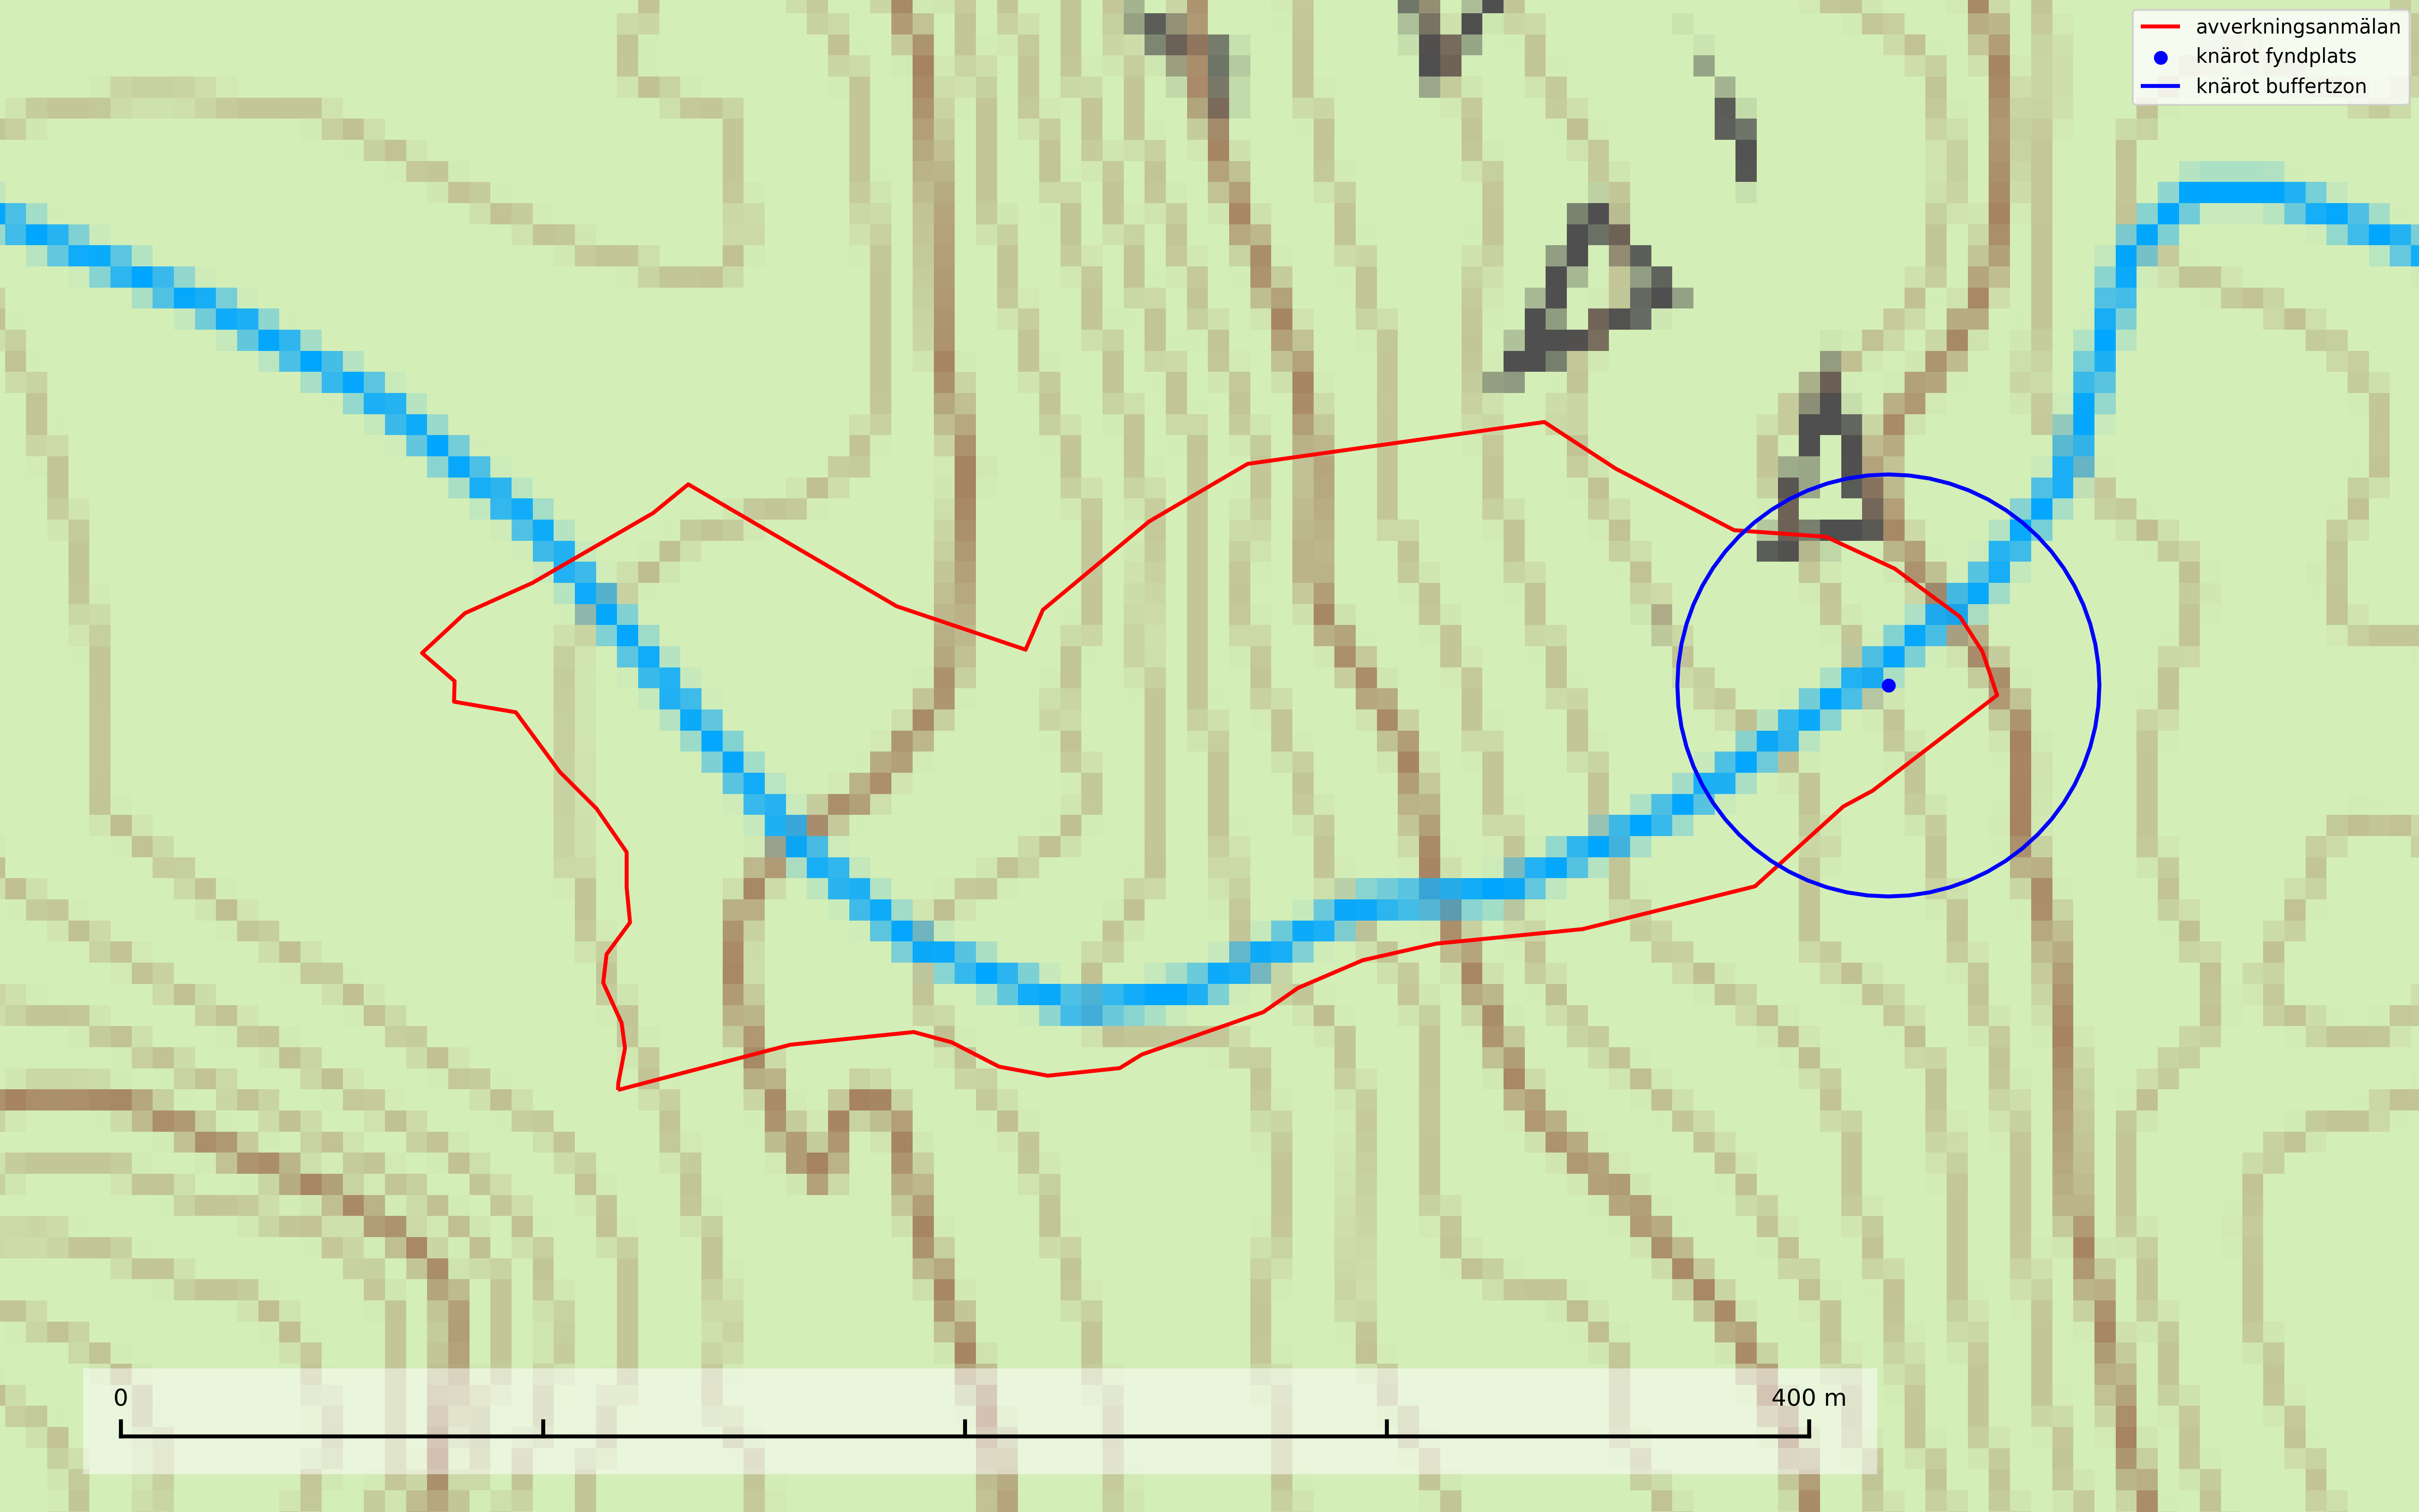 avverkningsanmälan
knärot fyndplats
knärot buffertzon
0 400 m